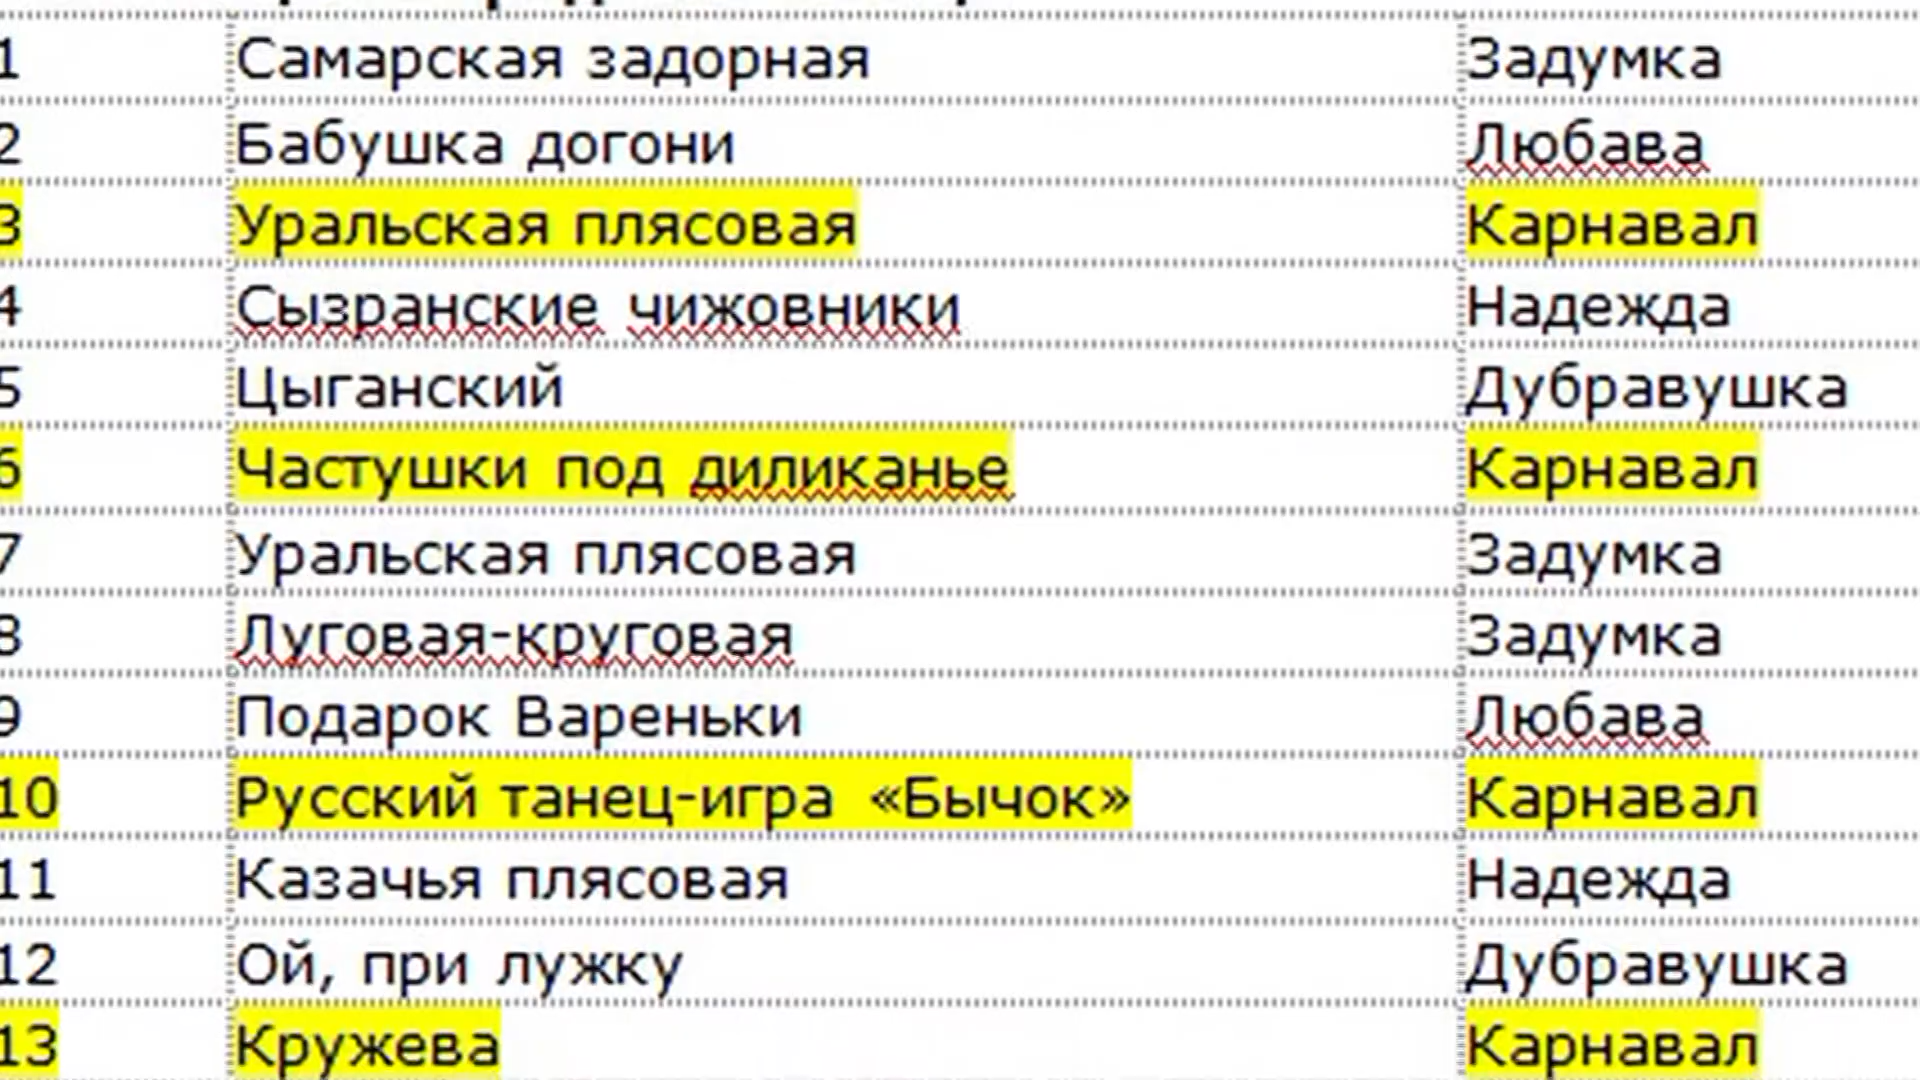 1 Самарская задорная Задумка
2 Бабушка догони Любава
3 Уральская плясовая Карнавал
4 Сызранские чижовники Надежда
5 Цыганский Дубравушка
6 Частушки под диликанье Карнавал
7 Уральская плясовая Задумка
8 Луговая-круговая Задумка
9 Подарок Вареньки Любава
10 Русский танец-игра «Бычок» Карнавал
11 Казачья плясовая Надежда
12 Ой, при лужку Дубравушка
13 Кружева Карнавал